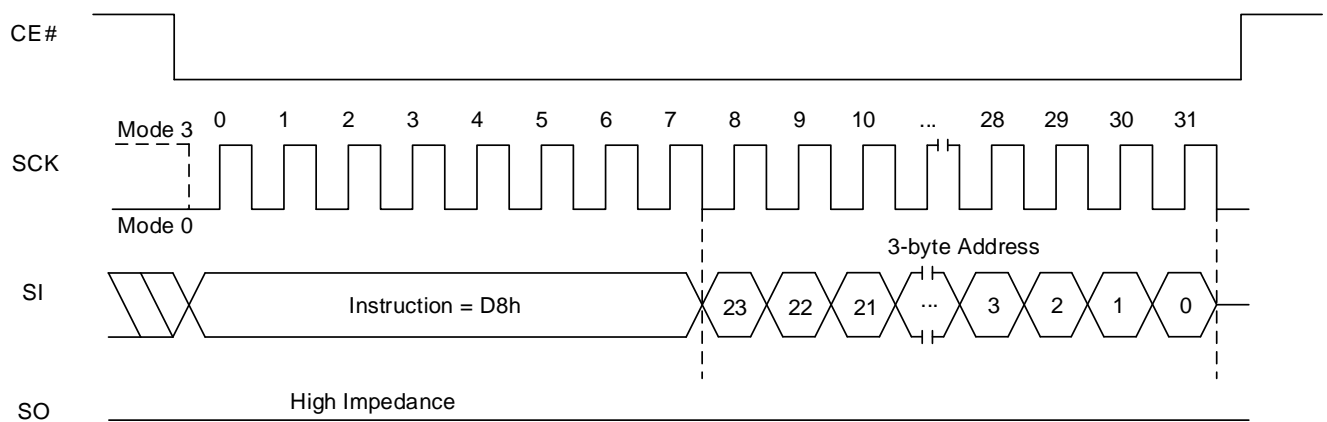 CE#
0 1 2 3 4 5 6 7 8 9 10 ... 28 29 30 31
Mode 3
SCK
Mode 0
3-byte Address
SI
Instruction = D8h 23 22 21 ... 3 2 1 0
High Impedance
SO